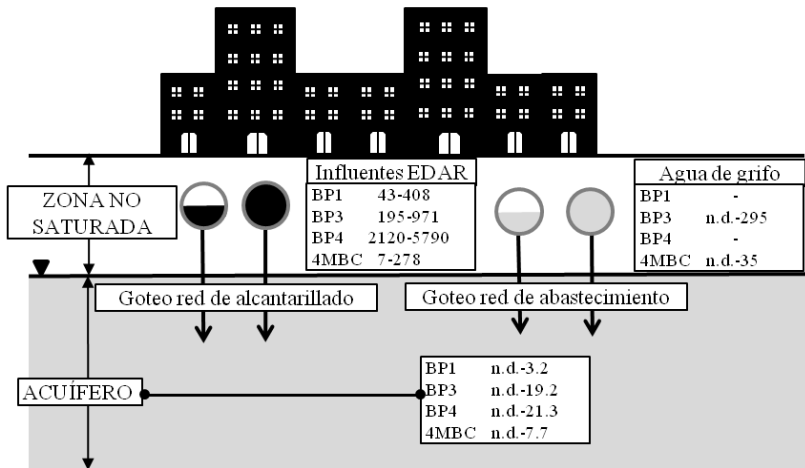 Influentes EDAR
BP1 43-408
BP3 195-971
BP4 2120-5790
4MBC 7-278
Agua de grifo
BP1 -
BP3 n.d.-295
BP4 -
4MBC n.d.-35
ZONA NO
SATURADA
Goteo red de alcantarillado
Goteo red de abastecimiento
ACUÍFERO
BP1 n.d.-3.2
BP3 n.d.-19.2
BP4 n.d.-21.3
4MBC n.d.-7.7